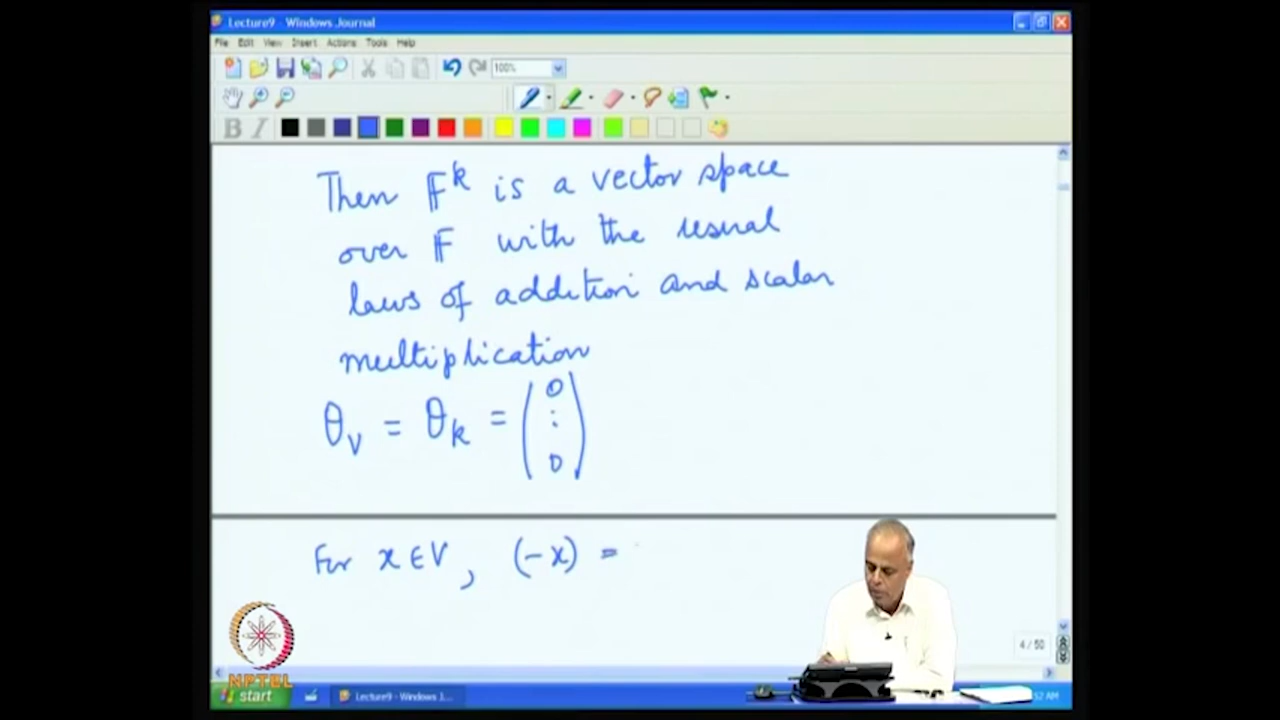 Lecture9 - Windows Journal
File Edit View Insert Actions Tools Help
100%
B I
Then 𝔽^k is a vector space
over 𝔽 with the usual
laws of addition and scalar
multiplication
θ_V = θ_k = (0 ⋮ 0)
For x ∈ V, (-x) =
4 / 50
NPTEL
start Lecture9 - Windows J...